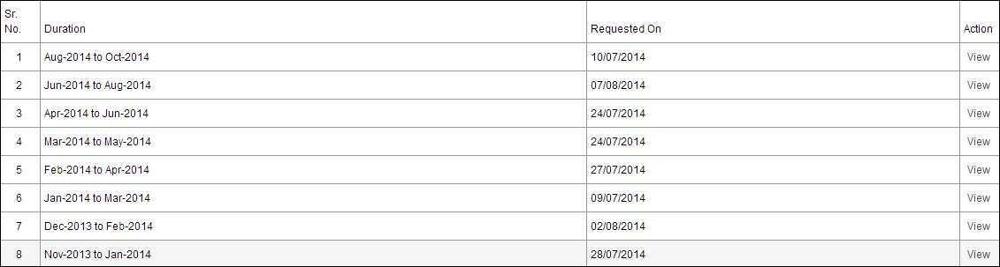 Sr.
No. Duration Requested On Action
1 Aug-2014 to Oct-2014 10/07/2014 View
2 Jun-2014 to Aug-2014 07/08/2014 View
3 Apr-2014 to Jun-2014 24/07/2014 View
4 Mar-2014 to May-2014 24/07/2014 View
5 Feb-2014 to Apr-2014 27/07/2014 View
6 Jan-2014 to Mar-2014 09/07/2014 View
7 Dec-2013 to Feb-2014 02/08/2014 View
8 Nov-2013 to Jan-2014 28/07/2014 View